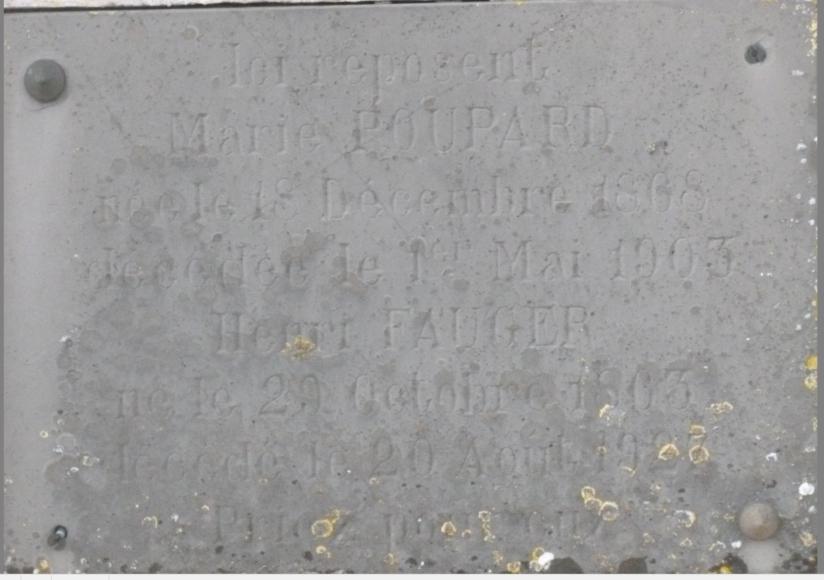 Ici reposent
Marie POUPARD
née le 18 Décembre 1868
décédée le 1er Mai 1903
Henri FAUGER
né le 29 Octobre 1863
décédé le 20 Août
Priez pour eux